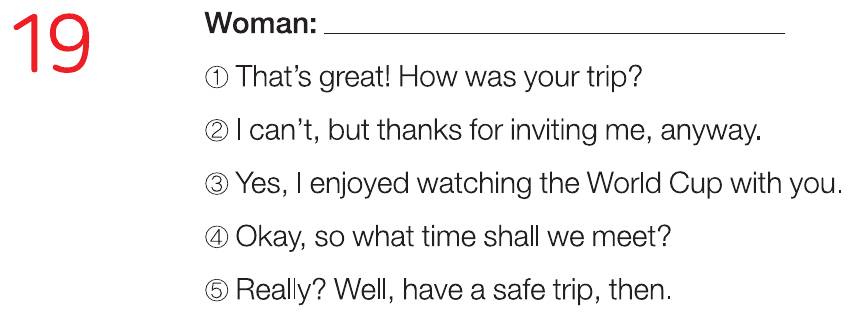 19
Woman: ______________________________
① That's great! How was your trip?
② I can't, but thanks for inviting me, anyway.
③ Yes, I enjoyed watching the World Cup with you.
④ Okay, so what time shall we meet?
⑤ Really? Well, have a safe trip, then.